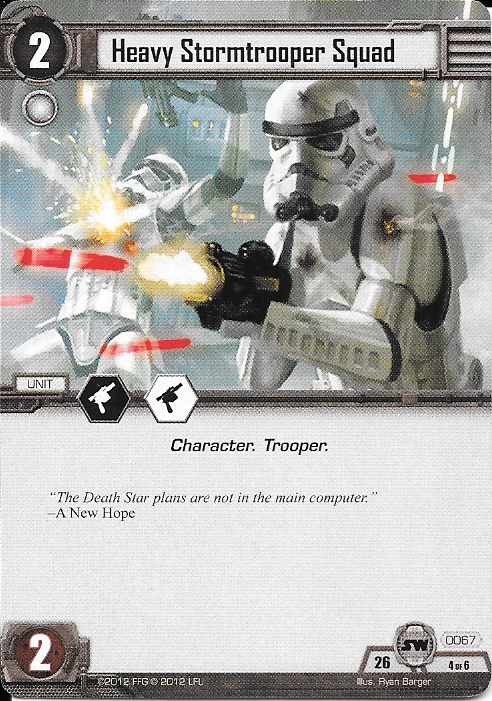 2
Heavy Stormtrooper Squad
UNIT
Character. Trooper.
“The Death Star plans are not in the main computer.”
–A New Hope
2
SW
0067
26
4 OF 6
©2012 FFG © 2012 LFL
Illus. Ryan Barger